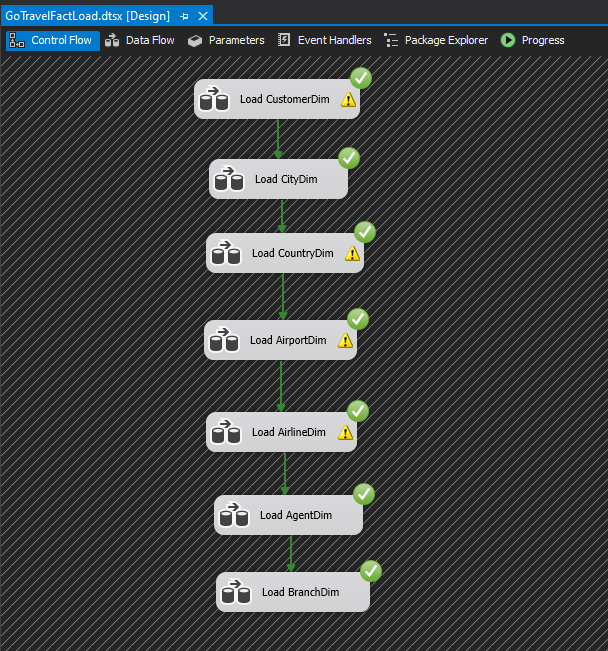 GoTravelFactLoad.dtsx [Design]
Control Flow Data Flow Parameters Event Handlers Package Explorer Progress
Load CustomerDim
Load CityDim
Load CountryDim
Load AirportDim
Load AirlineDim
Load AgentDim
Load BranchDim